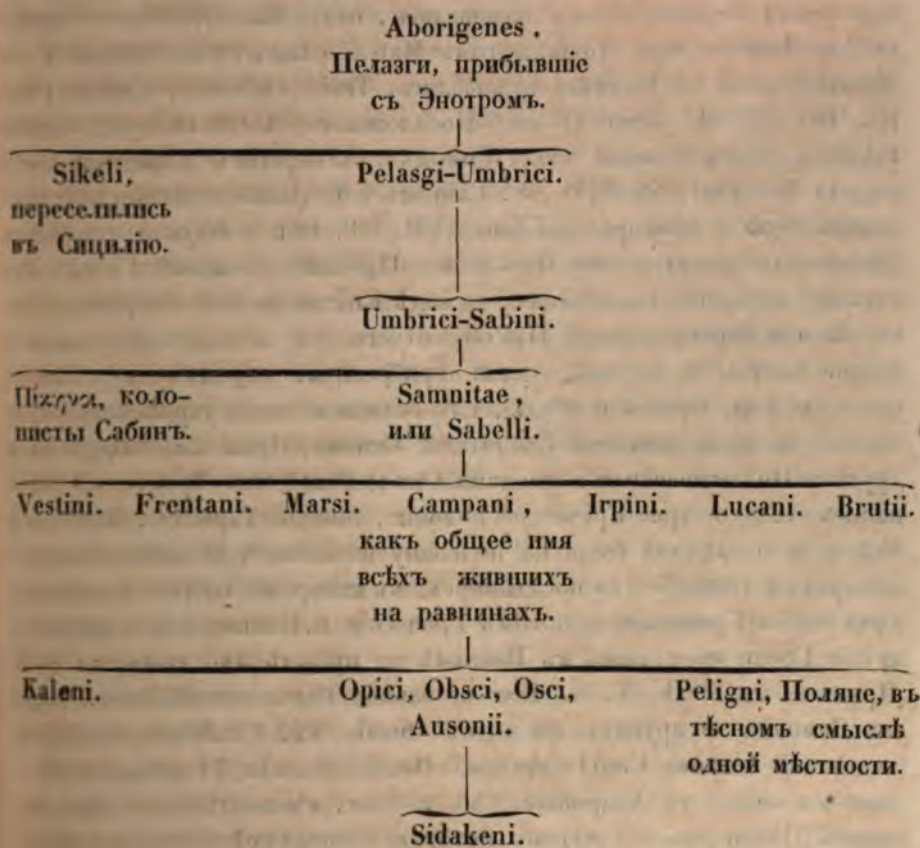 Aborigenes .
Пелазги, прибывшіе
съ Энотромъ.
Sikeli,
переселились
въ Сицилію.
Pelasgi-Umbrici.
Umbrici-Sabini.
Πίκηνοι, коло-
нисты Сабинъ.
Samnitae ,
или Sabelli.
Vestini. Frentani. Marsi. Campani , Irpini. Lucani. Brutii.
какъ общее имя
всѣхъ жившихъ
на равнинахъ.
Kaleni.
Opici, Obsci, Osci,
Ausonii.
Peligni, Поляне, въ
тѣсномъ смыслѣ
одной мѣстности.
Sidakeni.